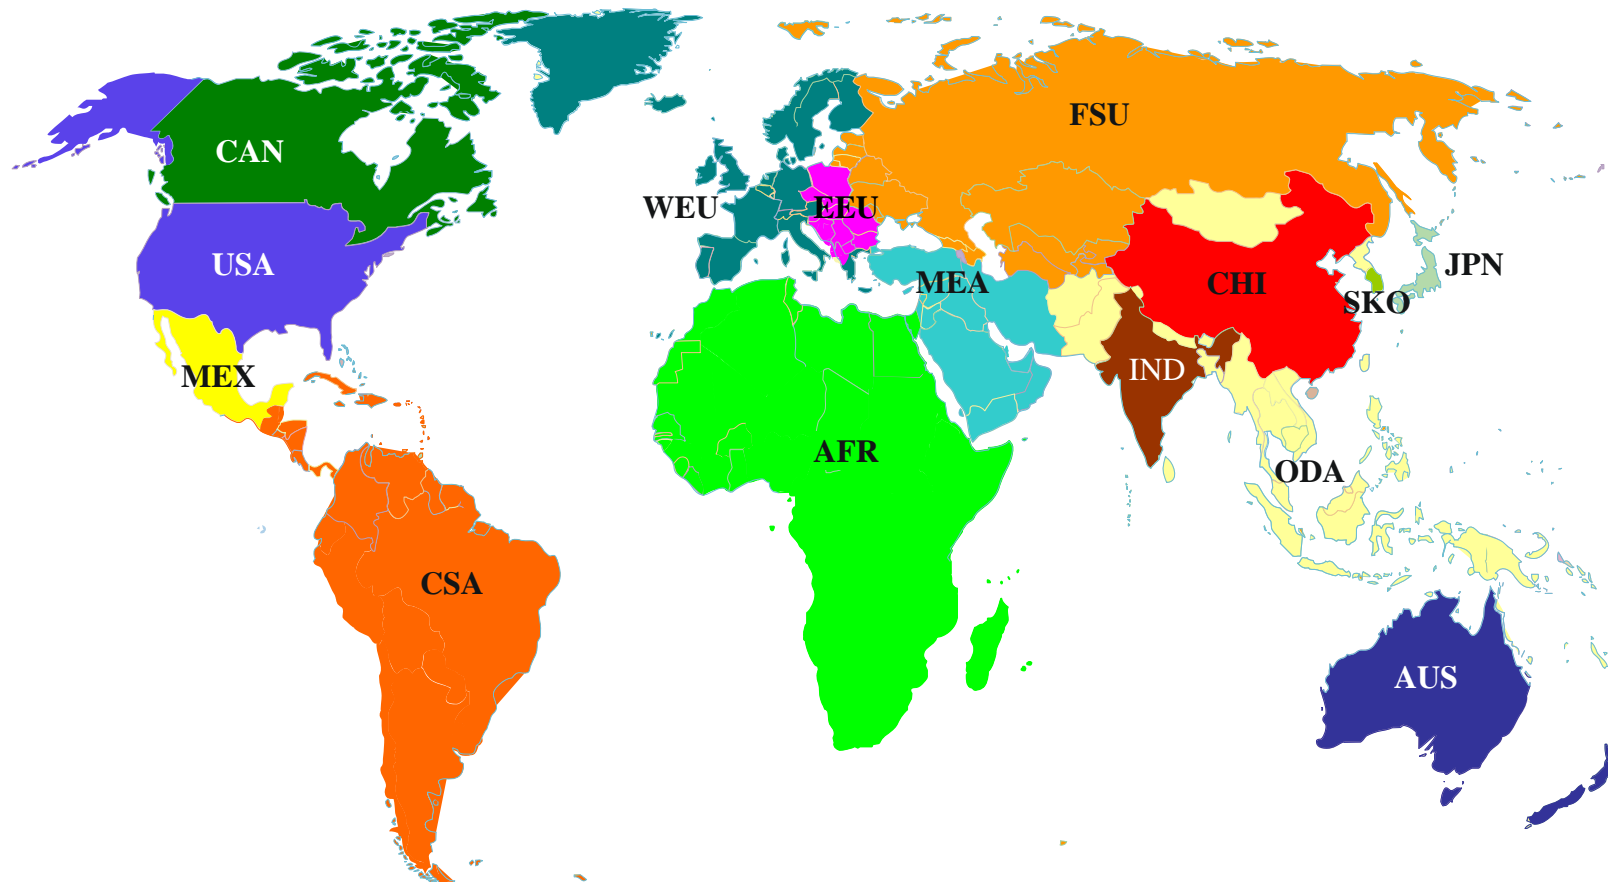 FSU
CAN
WEU
EEU
USA
JPN
MEA
CHI
SKO
IND
MEX
AFR
ODA
CSA
AUS